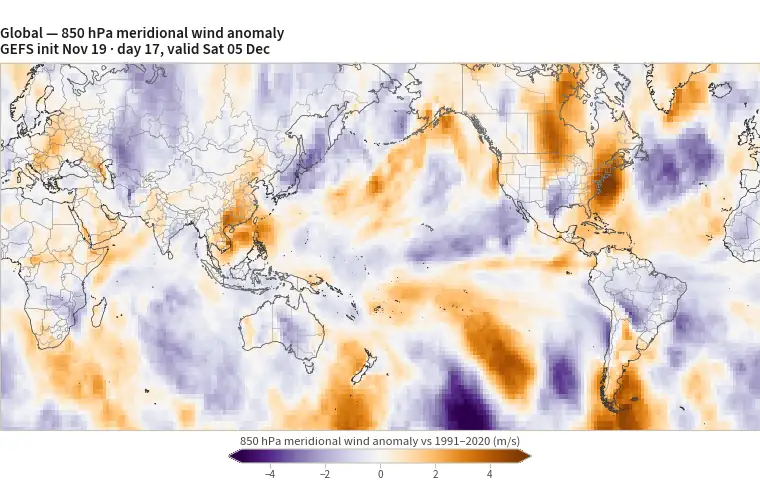 Global — 850 hPa meridional wind anomaly
GEFS init Nov 19 · day 17, valid Sat 05 Dec
850 hPa meridional wind anomaly vs 1991–2020 (m/s)
−4 −2 0 2 4